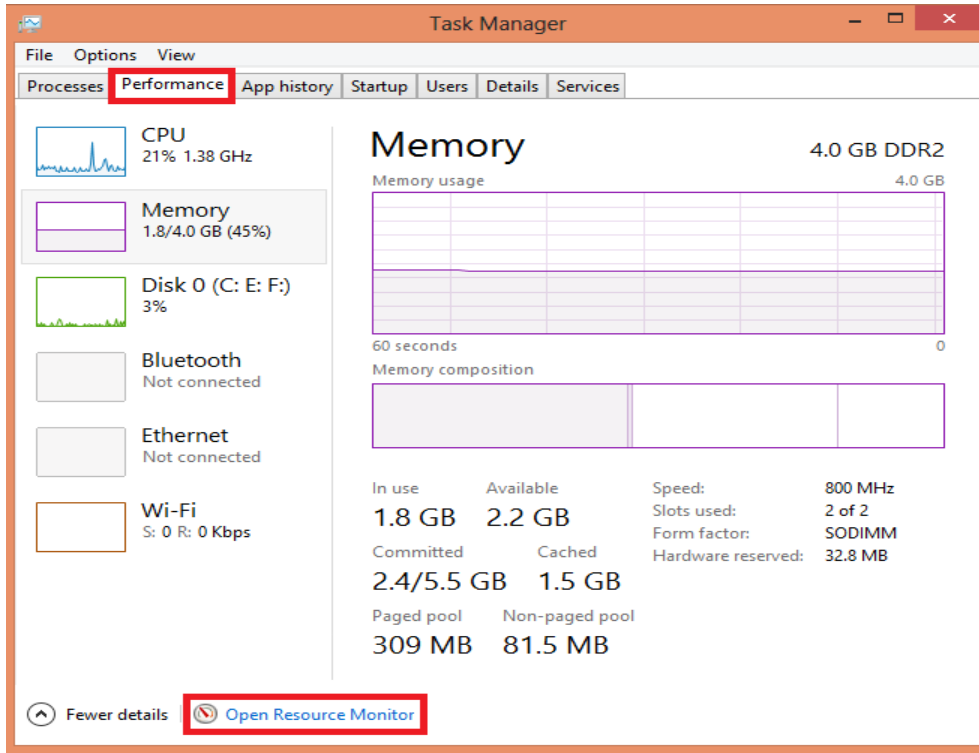 Task Manager
File Options View
Processes Performance App history Startup Users Details Services
CPU
21% 1.38 GHz
Memory
1.8/4.0 GB (45%)
Disk 0 (C: E: F:)
3%
Bluetooth
Not connected
Ethernet
Not connected
Wi-Fi
S: 0 R: 0 Kbps
Memory 4.0 GB DDR2
Memory usage 4.0 GB
60 seconds 0
Memory composition
In use Available
1.8 GB 2.2 GB
Committed Cached
2.4/5.5 GB 1.5 GB
Paged pool Non-paged pool
309 MB 81.5 MB
Speed: 800 MHz
Slots used: 2 of 2
Form factor: SODIMM
Hardware reserved: 32.8 MB
Fewer details Open Resource Monitor